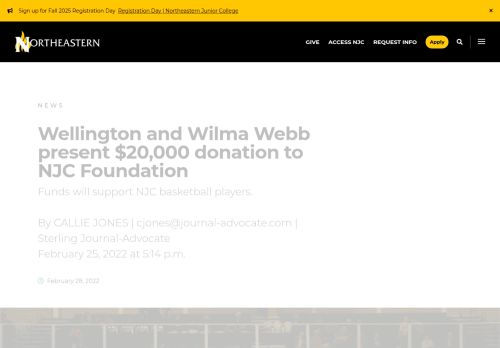 Sign up for Fall 2025 Registration Day Registration Day | Northeastern Junior College ×
NORTHEASTERN GIVE ACCESS NJC REQUEST INFO Apply
NEWS
Wellington and Wilma Webb
present $20,000 donation to
NJC Foundation
Funds will support NJC basketball players.
By CALLIE JONES | cjones@journal-advocate.com |
Sterling Journal-Advocate
February 25, 2022 at 5:14 p.m.
February 28, 2022